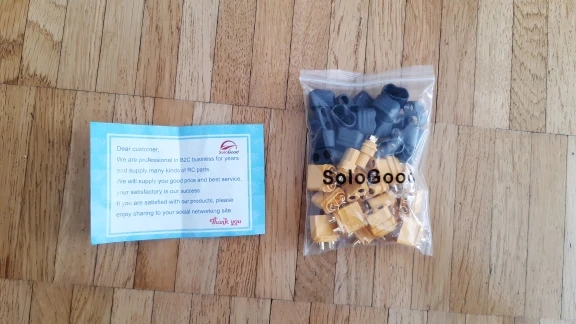 Dear customer,
SoloGood
We are professional in B2C business for years
and supply many kinds of RC parts
We will supply you good price and best service,
your satisfactory is our success
If you are satisfied with our products, please
enjoy sharing to your social networking site
Thank you
SoloGood